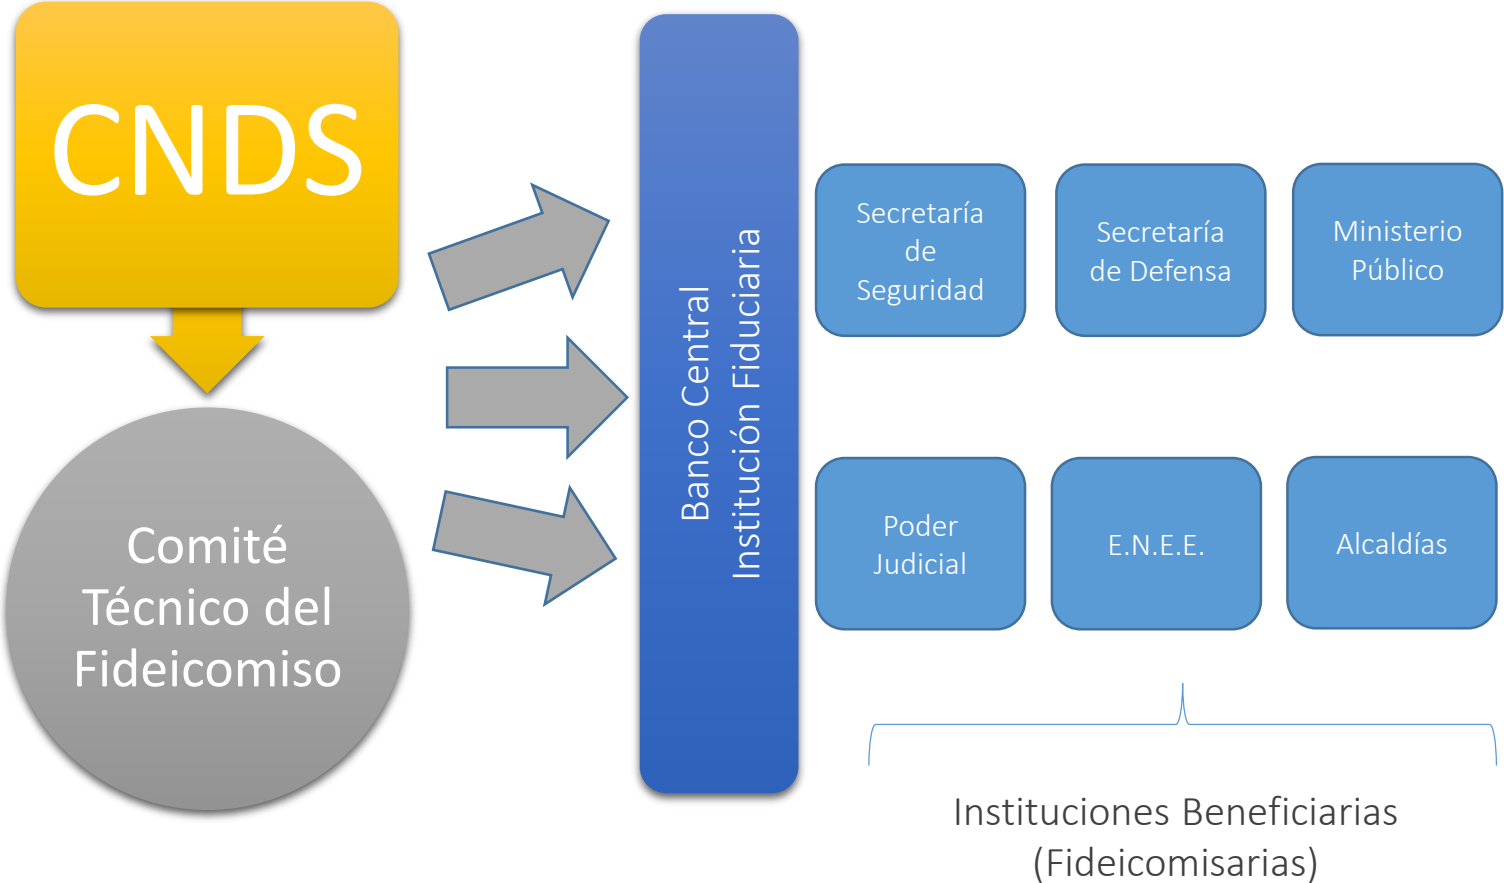 CNDS
Comité
Técnico del
Fideicomiso
Banco Central
Institución Fiduciaria
Secretaría
de
Seguridad
Secretaría
de Defensa
Ministerio
Público
Poder
Judicial
E.N.E.E.
Alcaldías
Instituciones Beneficiarias
(Fideicomisarias)